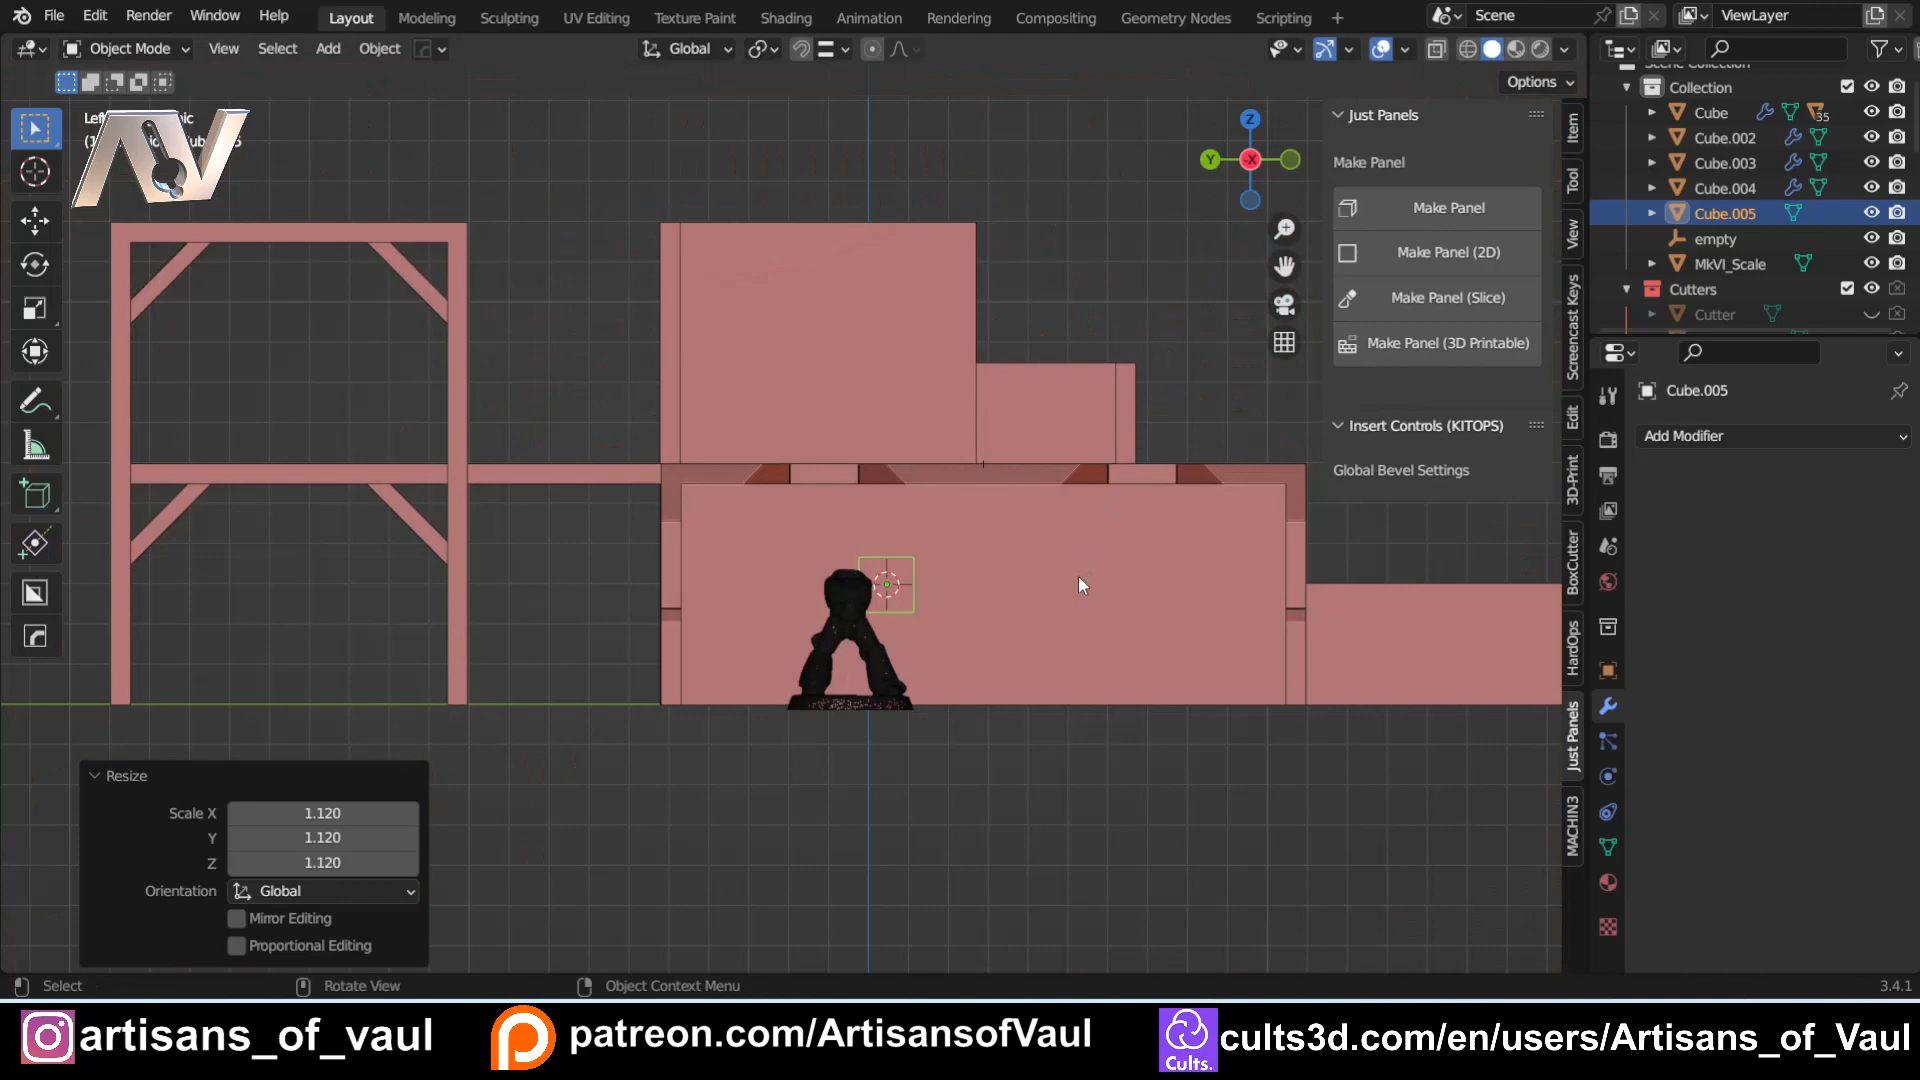 File Edit Render Window Help Layout Modeling Sculpting UV Editing Texture Paint Shading Animation Rendering Compositing Geometry Nodes Scripting + Scene ViewLayer
Object Mode View Select Add Object Global
Options
Just Panels
Make Panel
Make Panel
Make Panel (2D)
Make Panel (Slice)
Make Panel (3D Printable)
Insert Controls (KITOPS)
Global Bevel Settings
Z
Y
-X
AV
Item
Tool
View
Screencast Keys
Edit
3D-Print
BoxCutter
HardOps
Just Panels
MACHIN3
Scene Collection
Collection
Cube 35
Cube.002
Cube.003
Cube.004
Cube.005
empty
MkVI_Scale
Cutters
Cutter
Cube.005
Add Modifier
Resize
Scale X 1.120
Y 1.120
Z 1.120
Orientation Global
Mirror Editing
Proportional Editing
Select Rotate View Object Context Menu 3.4.1
artisans_of_vaul patreon.com/ArtisansofVaul Cults. cults3d.com/en/users/Artisans_of_Vaul